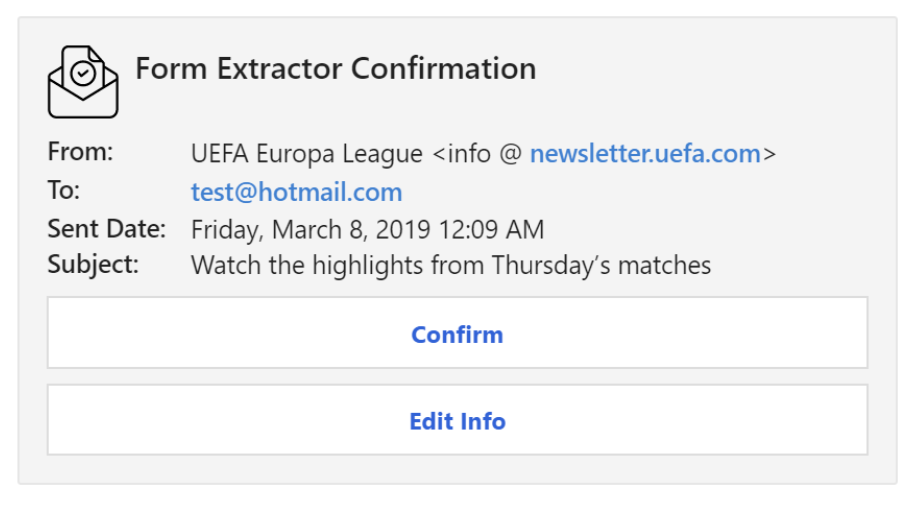 Form Extractor Confirmation
From: UEFA Europa League <info @ newsletter.uefa.com>
To: test@hotmail.com
Sent Date: Friday, March 8, 2019 12:09 AM
Subject: Watch the highlights from Thursday’s matches
Confirm
Edit Info